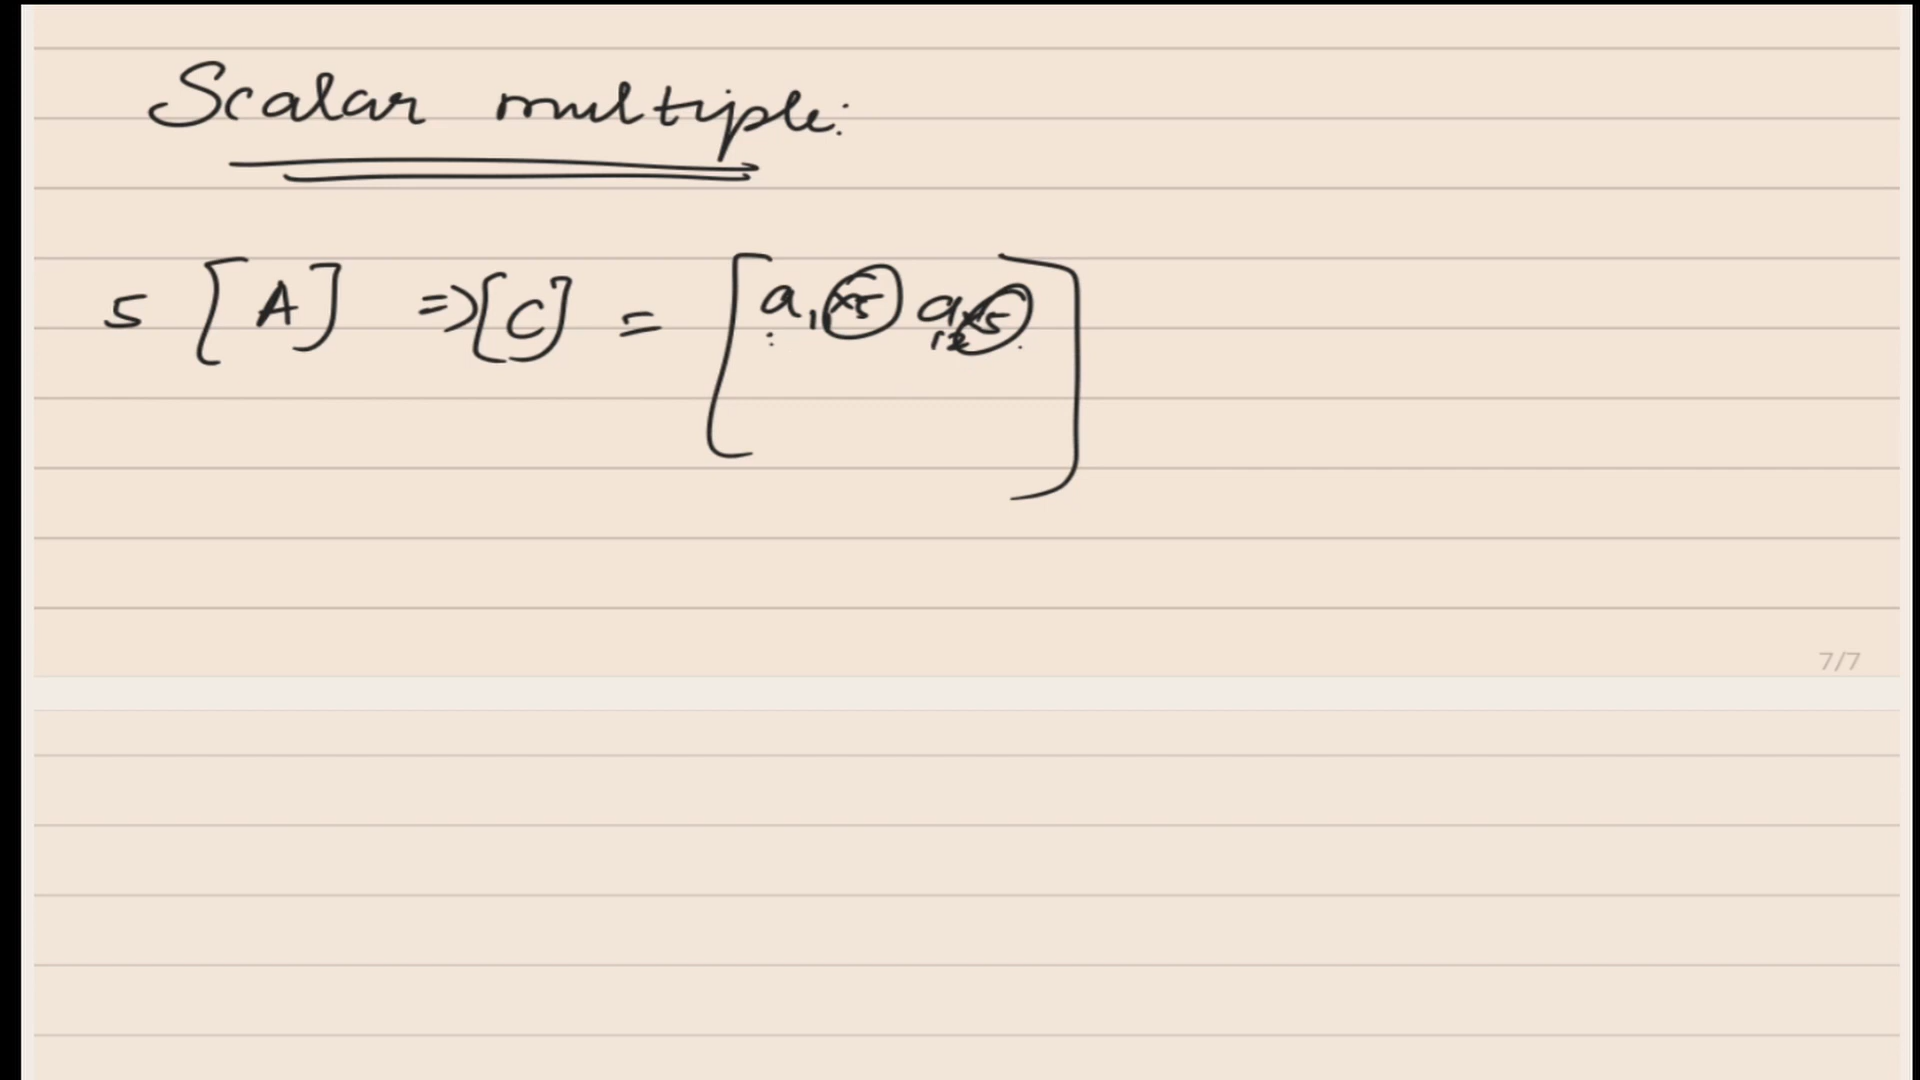 Scalar multiple:
5 [A] => [C] = [a₁₁×5 a₁₂×5]
7/7